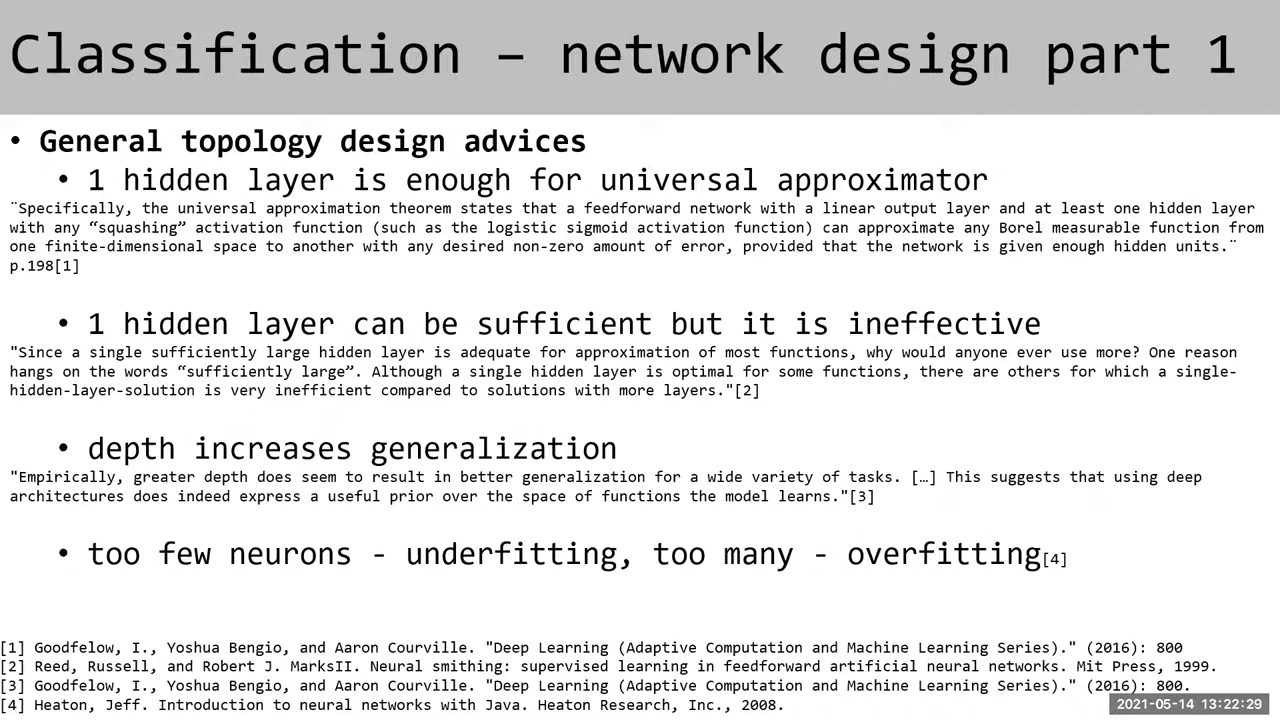 Classification – network design part 1
• General topology design advices
• 1 hidden layer is enough for universal approximator
¨Specifically, the universal approximation theorem states that a feedforward network with a linear output layer and at least one hidden layer
with any “squashing” activation function (such as the logistic sigmoid activation function) can approximate any Borel measurable function from
one finite-dimensional space to another with any desired non-zero amount of error, provided that the network is given enough hidden units.¨
p.198[1]
• 1 hidden layer can be sufficient but it is ineffective
"Since a single sufficiently large hidden layer is adequate for approximation of most functions, why would anyone ever use more? One reason
hangs on the words “sufficiently large”. Although a single hidden layer is optimal for some functions, there are others for which a single-
hidden-layer-solution is very inefficient compared to solutions with more layers."[2]
• depth increases generalization
"Empirically, greater depth does seem to result in better generalization for a wide variety of tasks. […] This suggests that using deep
architectures does indeed express a useful prior over the space of functions the model learns."[3]
• too few neurons - underfitting, too many - overfitting[4]
[1] Goodfelow, I., Yoshua Bengio, and Aaron Courville. "Deep Learning (Adaptive Computation and Machine Learning Series)." (2016): 800
[2] Reed, Russell, and Robert J. MarksII. Neural smithing: supervised learning in feedforward artificial neural networks. Mit Press, 1999.
[3] Goodfelow, I., Yoshua Bengio, and Aaron Courville. "Deep Learning (Adaptive Computation and Machine Learning Series)." (2016): 800.
[4] Heaton, Jeff. Introduction to neural networks with Java. Heaton Research, Inc., 2008.
2021-05-14 13:22:29